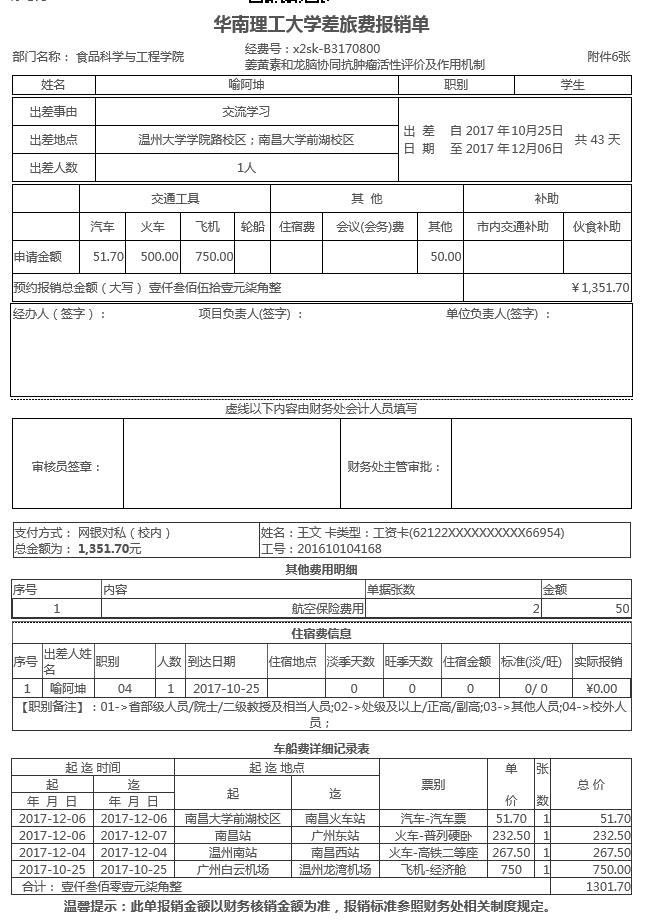 华南理工大学差旅费报销单
部门名称： 食品科学与工程学院
经费号：x2sk-B3170800
姜黄素和龙脑协同抗肿瘤活性评价及作用机制
附件6张
姓名 喻阿坤 职别 学生
出差事由 交流学习
出差地点 温州大学学院路校区；南昌大学前湖校区
出差人数 1人
出 差 自 2017 年10月25日
日 期 至 2017 年12月06日
共 43 天
交通工具 其 他 补助
汽车 火车 飞机 轮船 住宿费 会议(会务)费 其他 市内交通补助 伙食补助
申请金额 51.70 500.00 750.00 50.00
预约报销总金额（大写） 壹仟叁佰伍拾壹元柒角整 ￥1,351.70
经办人（签字）： 项目负责人(签字) ： 单位负责人(签字) ：
虚线以下内容由财务处会计人员填写
审核员签章： 财务处主管审批：
支付方式： 网银对私（校内）
总金额为： 1,351.70元
姓名：王文 卡类型：工资卡(62122XXXXXXXXXX66954)
工号：201610104168
其他费用明细
序号 内容 单据张数 金额
1 航空保险费用 2 50
住宿费信息
序号 出差人姓名 职别 人数 到达日期 住宿地点 淡季天数 旺季天数 住宿金额 标准(淡/旺) 实际报销
1 喻阿坤 04 1 2017-10-25 0 0 0 0/ 0 ¥0.00
【职别备注】：01->省部级人员/院士/二级教授及相当人员;02->处级及以上/正高/副高;03->其他人员;04->校外人
员；
车船费详细记录表
起 迄 时间 起 迄 地点 票别 单价 张数 总 价
起 迄 起 迄
年 月 日 年 月 日
2017-12-06 2017-12-06 南昌大学前湖校区 南昌火车站 汽车-汽车票 51.70 1 51.70
2017-12-06 2017-12-07 南昌站 广州东站 火车-普列硬卧 232.50 1 232.50
2017-12-04 2017-12-04 温州南站 南昌西站 火车-高铁二等座 267.50 1 267.50
2017-10-25 2017-10-25 广州白云机场 温州龙湾机场 飞机-经济舱 750 1 750.00
合计： 壹仟叁佰零壹元柒角整 1301.70
温馨提示：此单报销金额以财务核销金额为准，报销标准参照财务处相关制度规定。